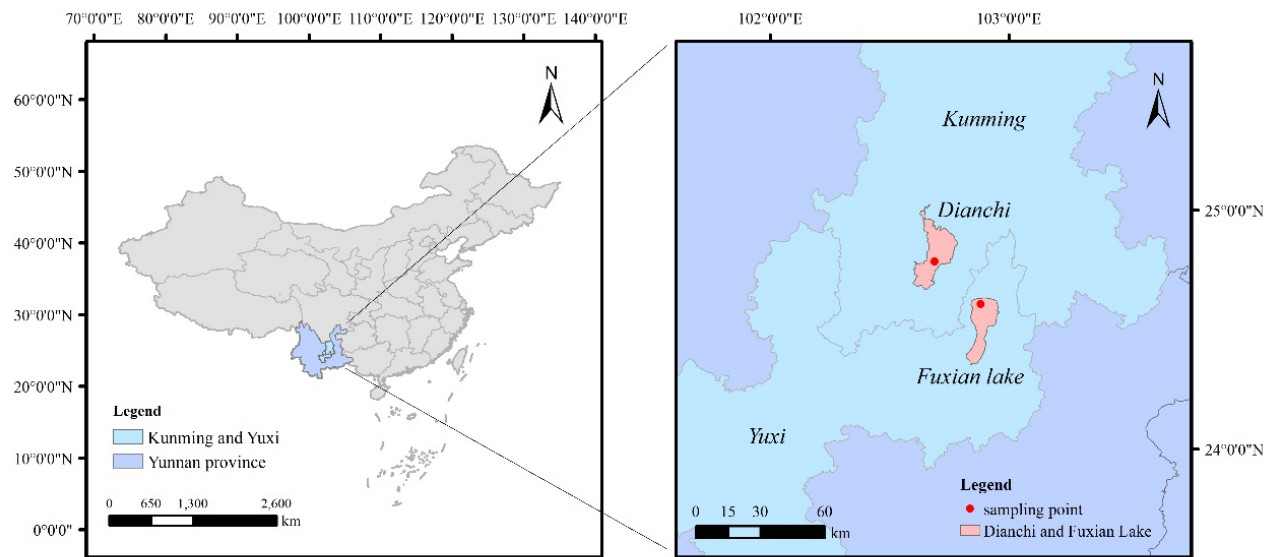 70°0'0"E 80°0'0"E 90°0'0"E 100°0'0"E 110°0'0"E 120°0'0"E 130°0'0"E 140°0'0"E
60°0'0"N
50°0'0"N
40°0'0"N
30°0'0"N
20°0'0"N
10°0'0"N
0°0'0"
N
Legend
Kunming and Yuxi
Yunnan province
0 650 1,300 2,600
km
102°0'0"E 103°0'0"E
N
Kunming
Dianchi
25°0'0"N
Fuxian lake
Yuxi
24°0'0"N
Legend
sampling point
Dianchi and Fuxian Lake
0 15 30 60
km